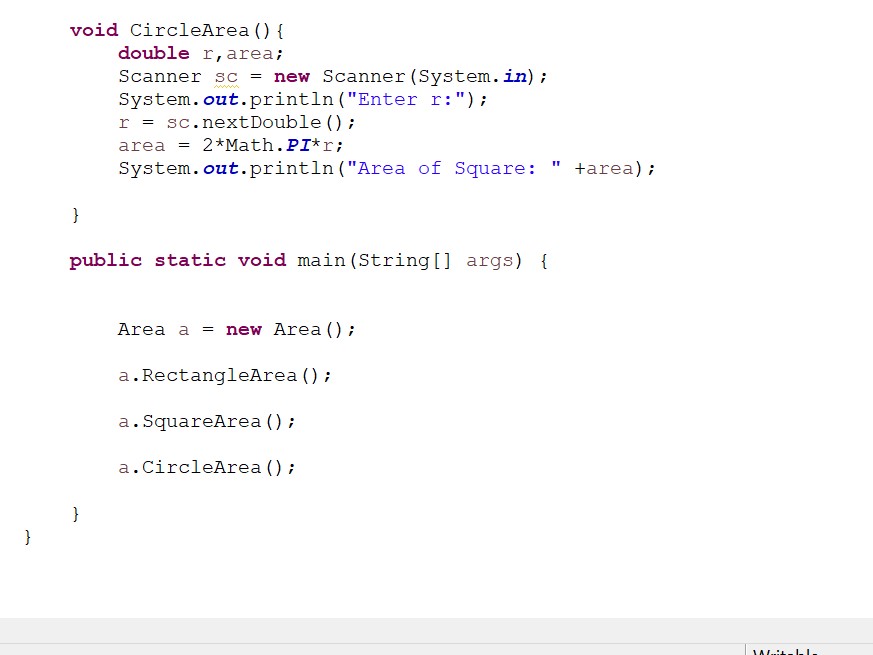 void CircleArea(){
double r,area;
Scanner sc = new Scanner(System.in);
System.out.println("Enter r:");
r = sc.nextDouble();
area = 2*Math.PI*r;
System.out.println("Area of Square: " +area);
}
public static void main(String[] args) {
Area a = new Area();
a.RectangleArea();
a.SquareArea();
a.CircleArea();
}
}
Writable